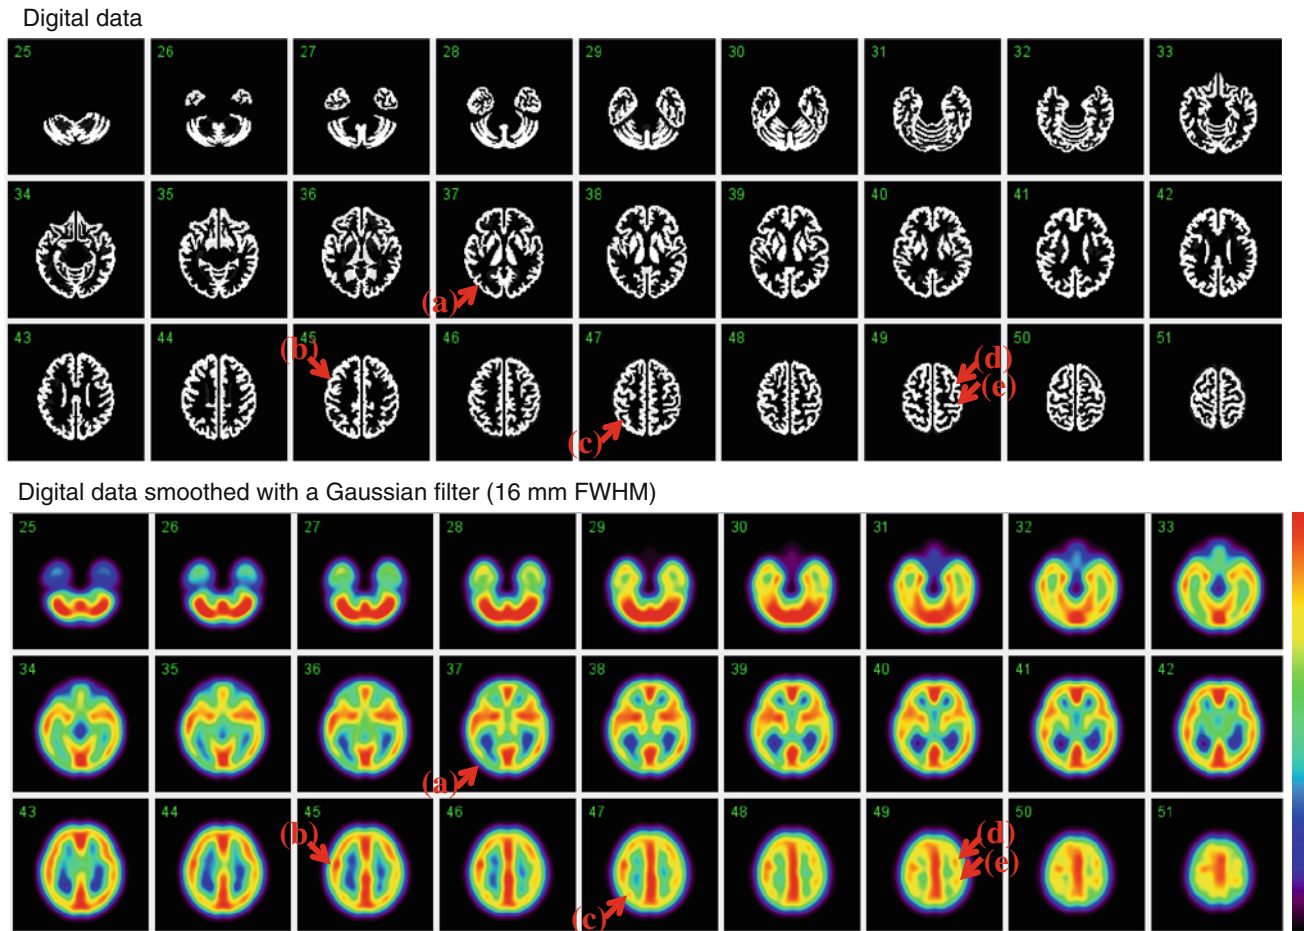 Digital data
25 26 27 28 29 30 31 32 33
34 35 36 37 38 39 40 41 42
(a)
43 44 45 46 47 48 49 50 51
(b) (d)
(e)
(c)
Digital data smoothed with a Gaussian filter (16 mm FWHM)
25 26 27 28 29 30 31 32 33
34 35 36 37 38 39 40 41 42
(a)
43 44 45 46 47 48 49 50 51
(b) (d)
(e)
(c)